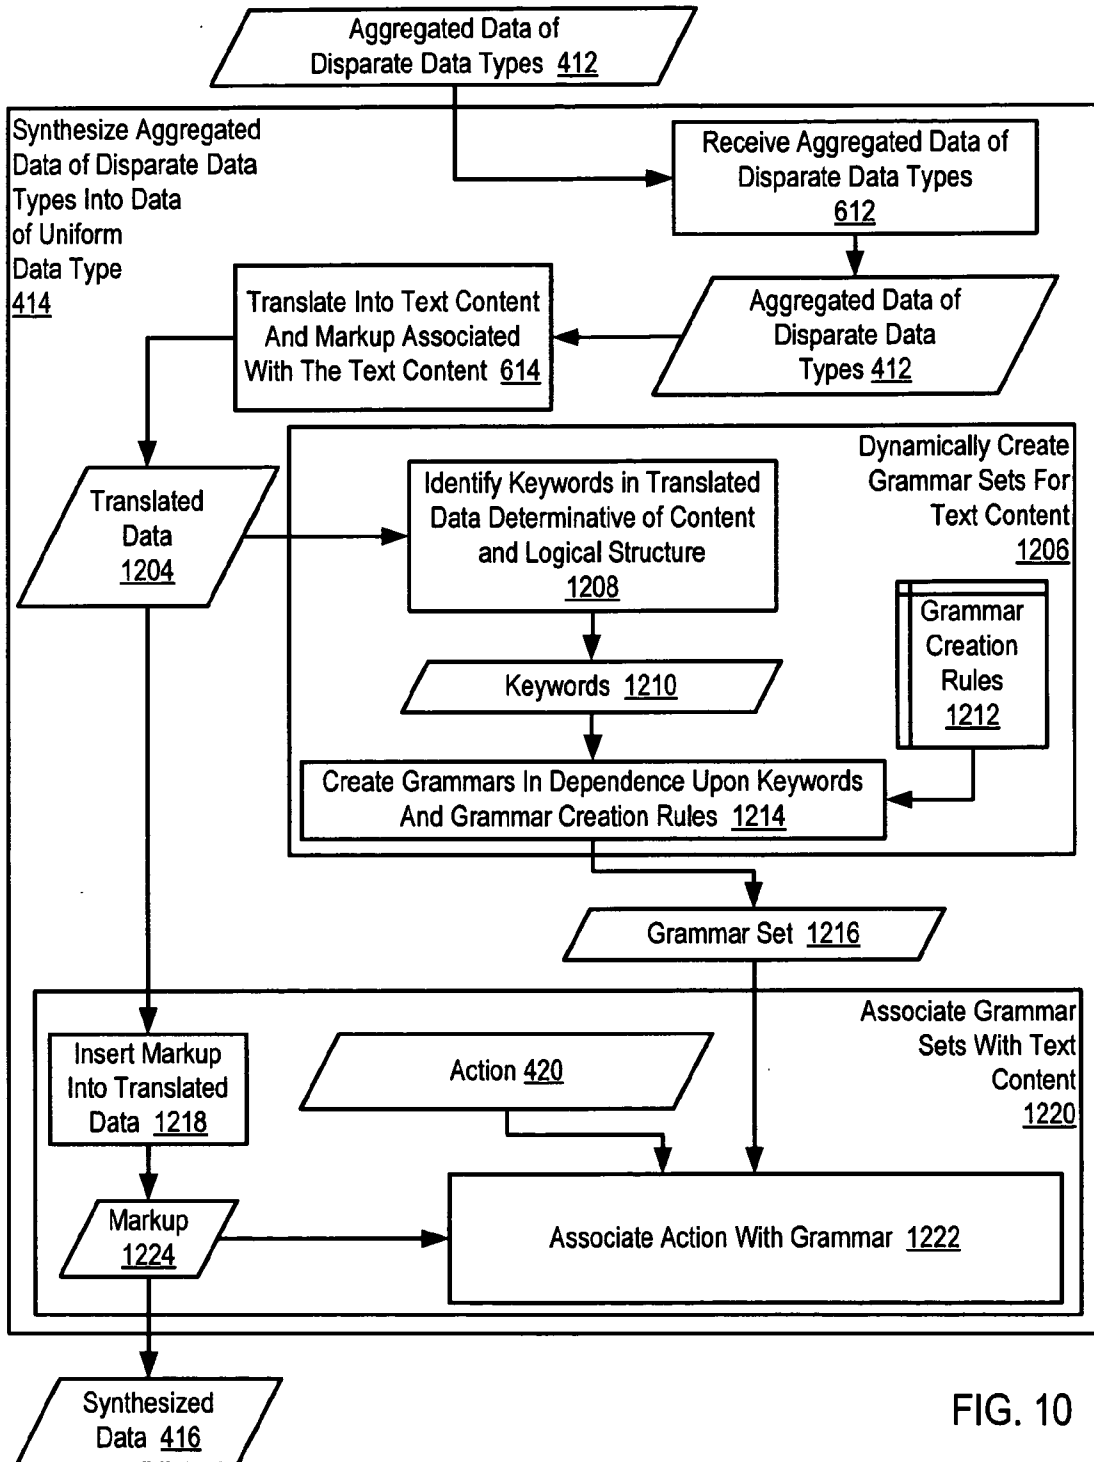 Aggregated Data of
Disparate Data Types 412
Synthesize Aggregated
Data of Disparate Data
Types Into Data
of Uniform
Data Type
414
Receive Aggregated Data of
Disparate Data Types
612
Aggregated Data of
Disparate Data
Types 412
Translate Into Text Content
And Markup Associated
With The Text Content 614
Translated
Data
1204
Dynamically Create
Grammar Sets For
Text Content
1206
Identify Keywords in Translated
Data Determinative of Content
and Logical Structure
1208
Grammar
Creation
Rules
1212
Keywords 1210
Create Grammars In Dependence Upon Keywords
And Grammar Creation Rules 1214
Grammar Set 1216
Associate Grammar
Sets With Text
Content
1220
Insert Markup
Into Translated
Data 1218
Action 420
Markup
1224
Associate Action With Grammar 1222
Synthesized
Data 416
FIG. 10